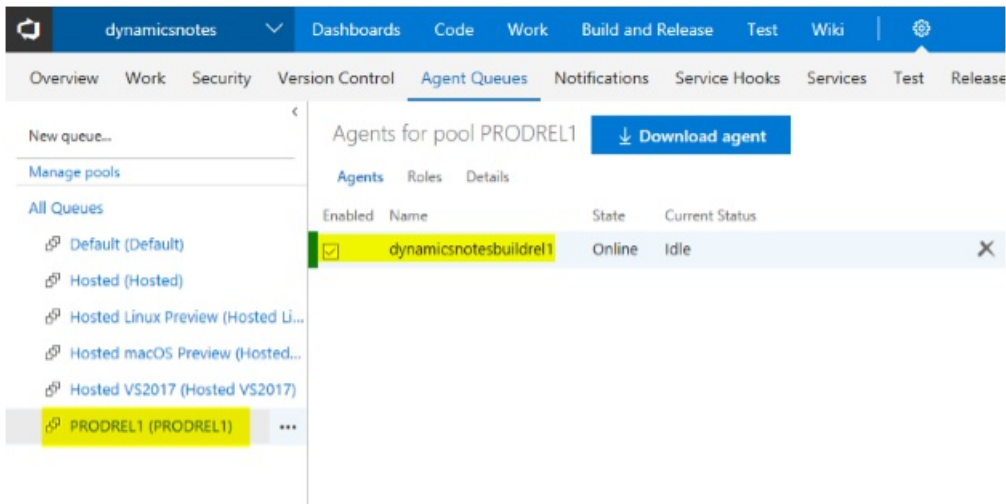 dynamicsnotes Dashboards Code Work Build and Release Test Wiki
Overview Work Security Version Control Agent Queues Notifications Service Hooks Services Test Release
New queue...
Manage pools
All Queues
Default (Default)
Hosted (Hosted)
Hosted Linux Preview (Hosted Li...
Hosted macOS Preview (Hosted...
Hosted VS2017 (Hosted VS2017)
PRODREL1 (PRODREL1) ...
Agents for pool PRODREL1 Download agent
Agents Roles Details
Enabled Name State Current Status
dynamicsnotesbuildrel1 Online Idle